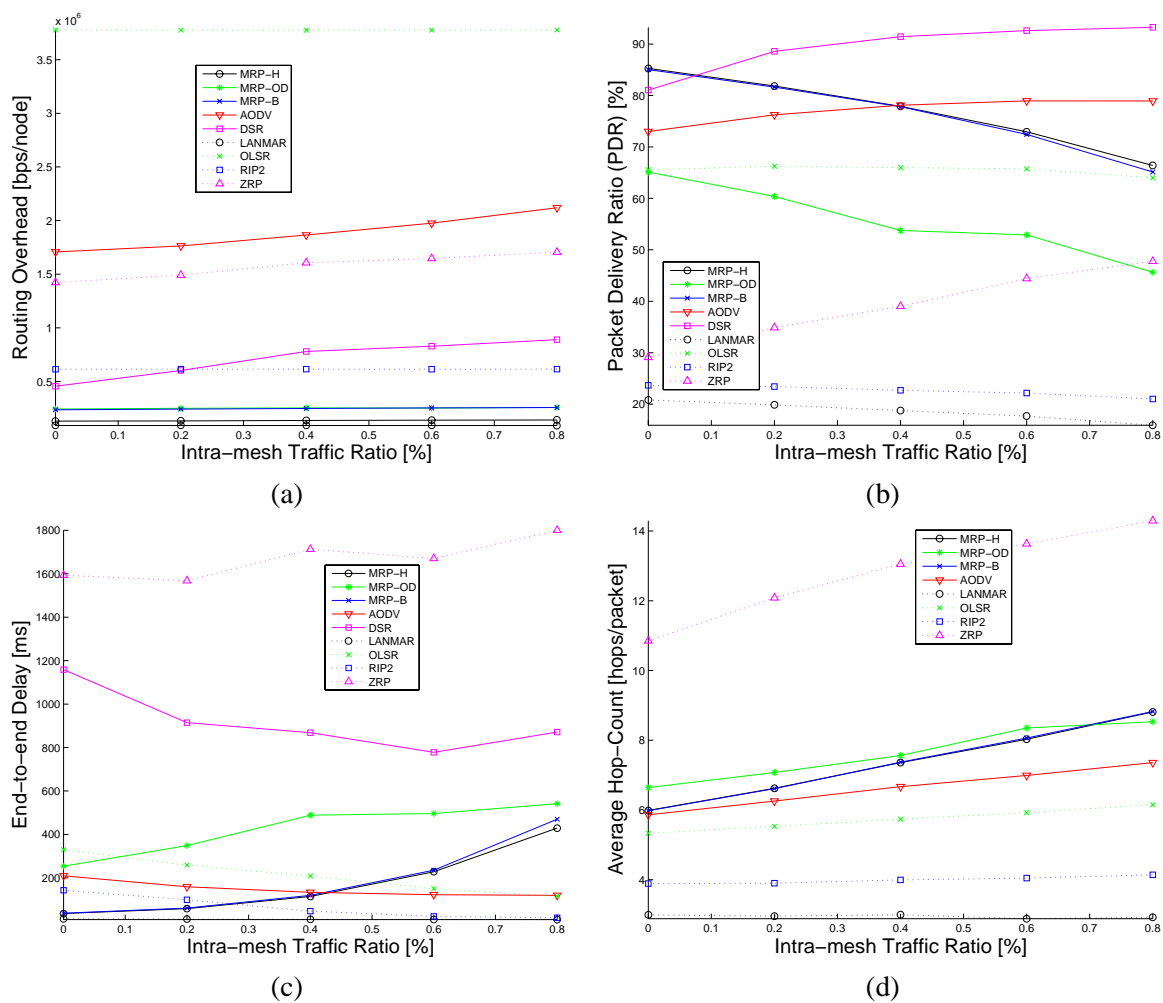 x 10⁶
3.5
3
2.5
2
1.5
1
0.5
0 0.1 0.2 0.3 0.4 0.5 0.6 0.7 0.8
Routing Overhead [bps/node]
Intra−mesh Traffic Ratio [%]
MRP−H
MRP−OD
MRP−B
AODV
DSR
LANMAR
OLSR
RIP2
ZRP
(a)
90
80
70
60
50
40
30
20
0 0.1 0.2 0.3 0.4 0.5 0.6 0.7 0.8
Packet Delivery Ratio (PDR) [%]
Intra−mesh Traffic Ratio [%]
MRP−H
MRP−OD
MRP−B
AODV
DSR
LANMAR
OLSR
RIP2
ZRP
(b)
1800
1600
1400
1200
1000
800
600
400
200
0 0.1 0.2 0.3 0.4 0.5 0.6 0.7 0.8
End−to−end Delay [ms]
Intra−mesh Traffic Ratio [%]
MRP−H
MRP−OD
MRP−B
AODV
DSR
LANMAR
OLSR
RIP2
ZRP
(c)
14
12
10
8
6
4
0 0.1 0.2 0.3 0.4 0.5 0.6 0.7 0.8
Average Hop−Count [hops/packet]
Intra−mesh Traffic Ratio [%]
MRP−H
MRP−OD
MRP−B
AODV
LANMAR
OLSR
RIP2
ZRP
(d)